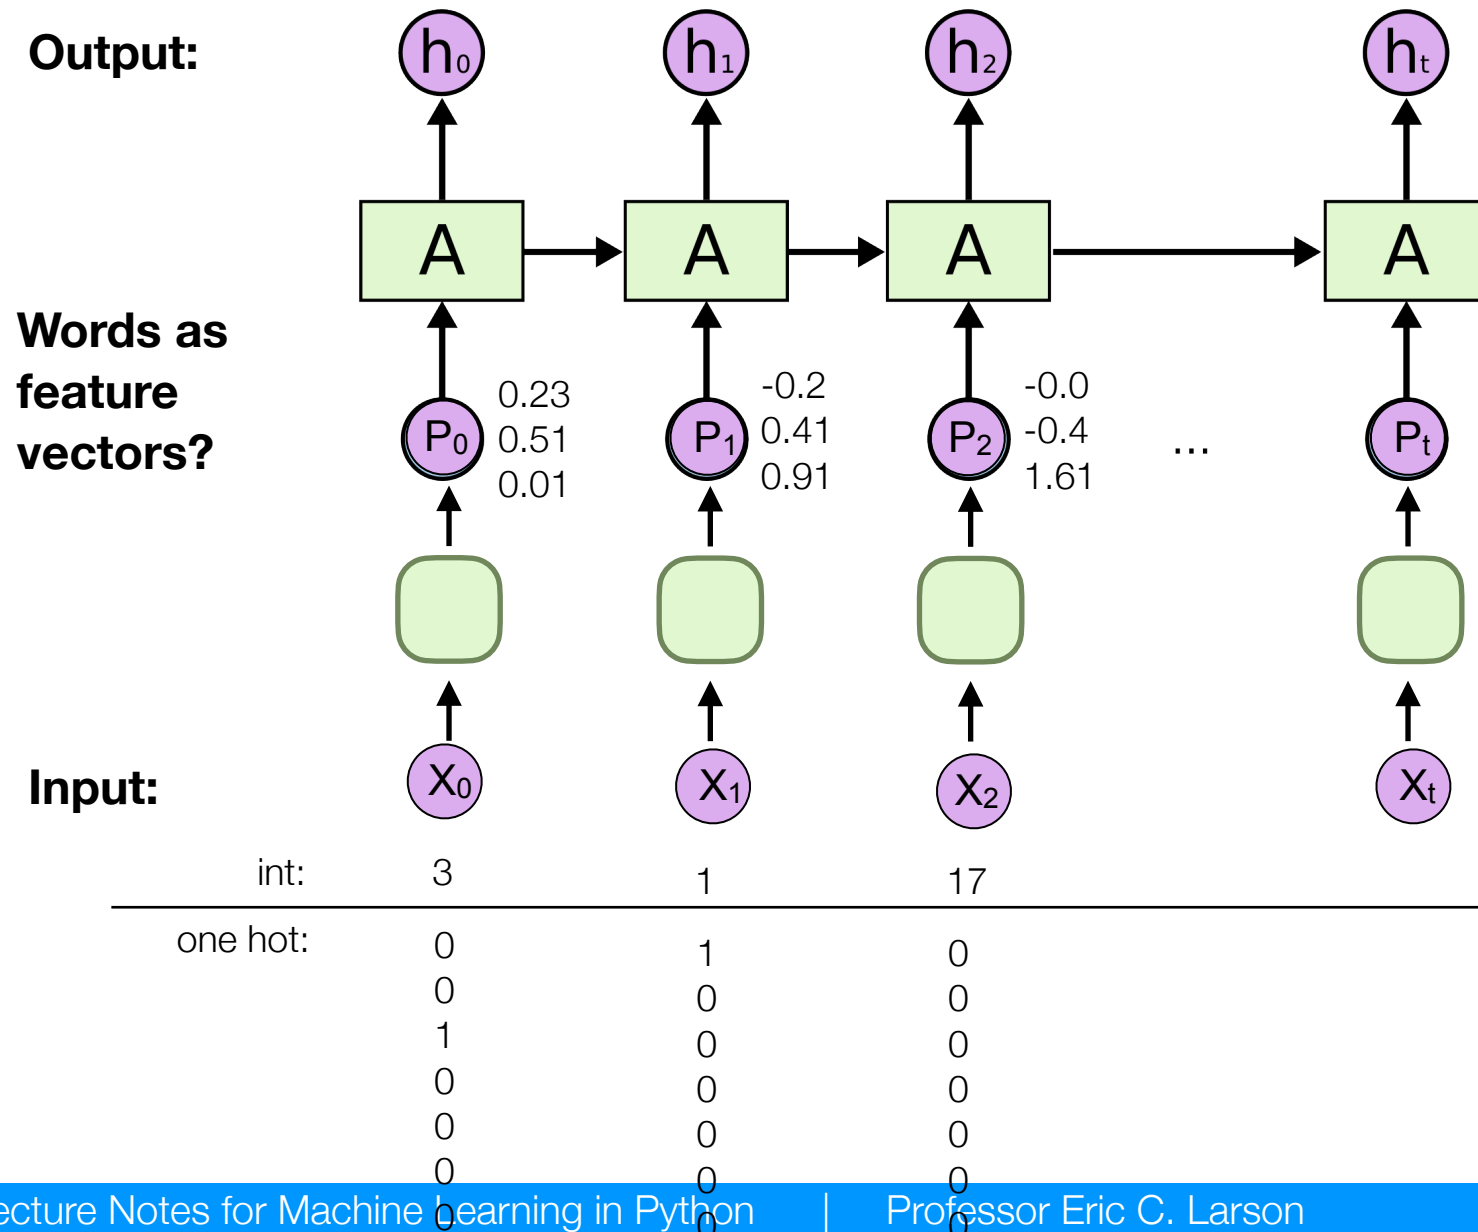 Output:
h₀ h₁ h₂ hₜ
A A A A
Words as
feature
vectors?
P₀ P₁ P₂ ... Pₜ
0.23 -0.2 -0.0
0.51 0.41 -0.4
0.01 0.91 1.61
Input:
X₀ X₁ X₂ Xₜ
int: 3 1 17
one hot: 0 1 0
0 0 0
1 0 0
0 0 0
0 0 0
0 0 0
0 0 0
ecture Notes for Machine Learning in Python | Professor Eric C. Larson